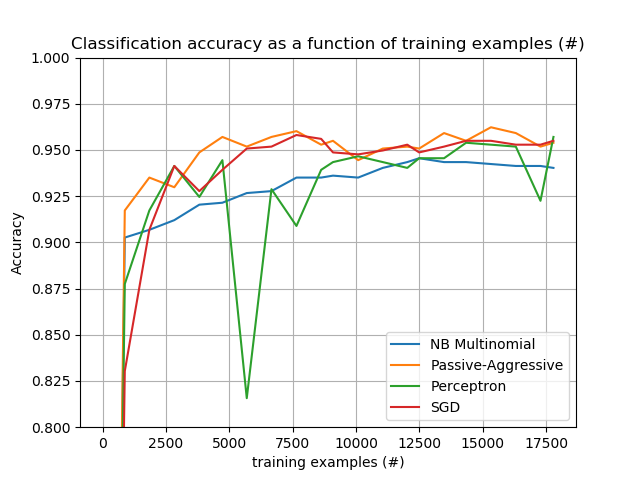 Classification accuracy as a function of training examples (#)
1.000
0.975
0.950
0.925
0.900
0.875
0.850
0.825
0.800
Accuracy
NB Multinomial
Passive-Aggressive
Perceptron
SGD
0 2500 5000 7500 10000 12500 15000 17500
training examples (#)